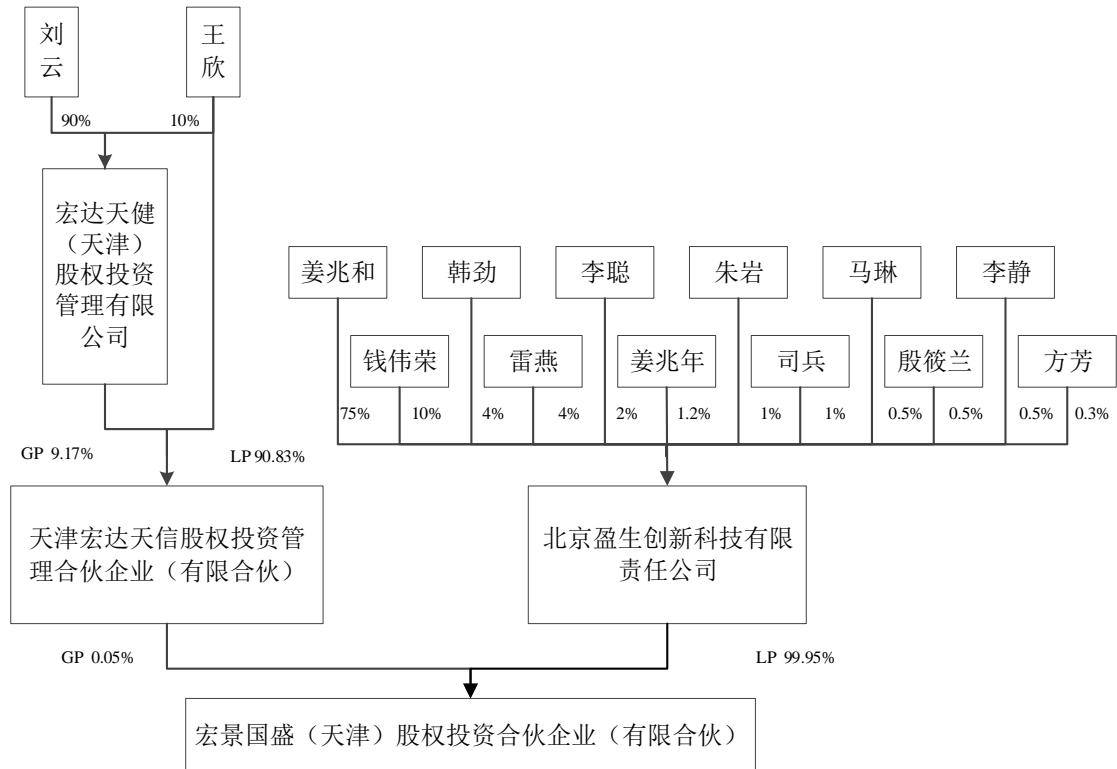 刘
云
王
欣
90%
10%
宏达天健
（天津）
股权投资
管理有限
公司
姜兆和
韩劲
李聪
朱岩
马琳
李静
钱伟荣
雷燕
姜兆年
司兵
殷筱兰
方芳
75%
10%
4%
4%
2%
1.2%
1%
1%
0.5%
0.5%
0.5%
0.3%
GP 9.17%
LP 90.83%
天津宏达天信股权投资管
理合伙企业（有限合伙）
北京盈生创新科技有限
责任公司
GP 0.05%
LP 99.95%
宏景国盛（天津）股权投资合伙企业（有限合伙）